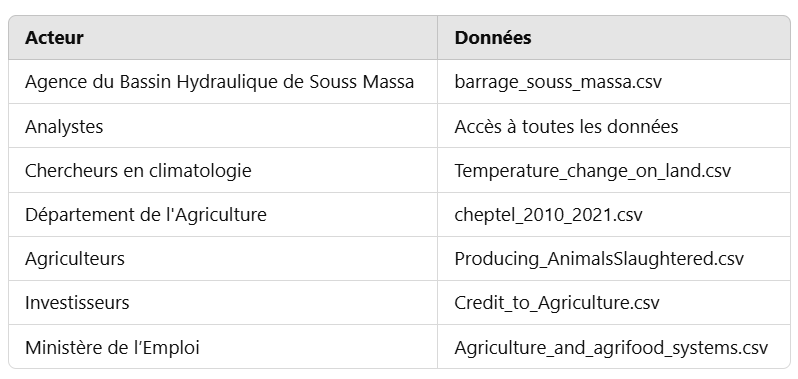 Acteur Données
Agence du Bassin Hydraulique de Souss Massa barrage_souss_massa.csv
Analystes Accès à toutes les données
Chercheurs en climatologie Temperature_change_on_land.csv
Département de l'Agriculture cheptel_2010_2021.csv
Agriculteurs Producing_AnimalsSlaughtered.csv
Investisseurs Credit_to_Agriculture.csv
Ministère de l’Emploi Agriculture_and_agrifood_systems.csv